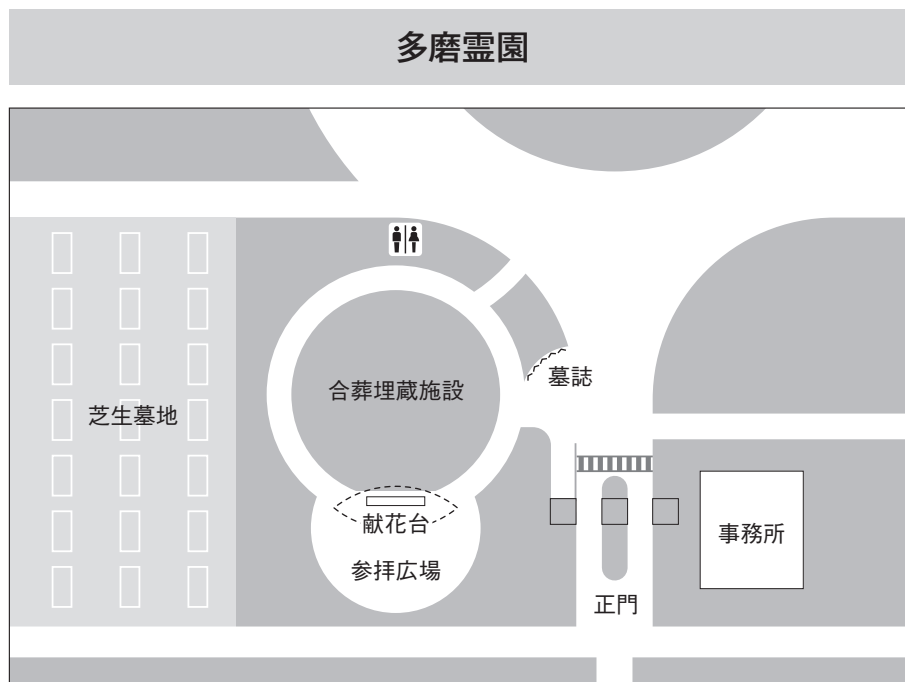 多磨霊園
合葬埋蔵施設
墓誌
芝生墓地
献花台
事務所
参拝広場
正門